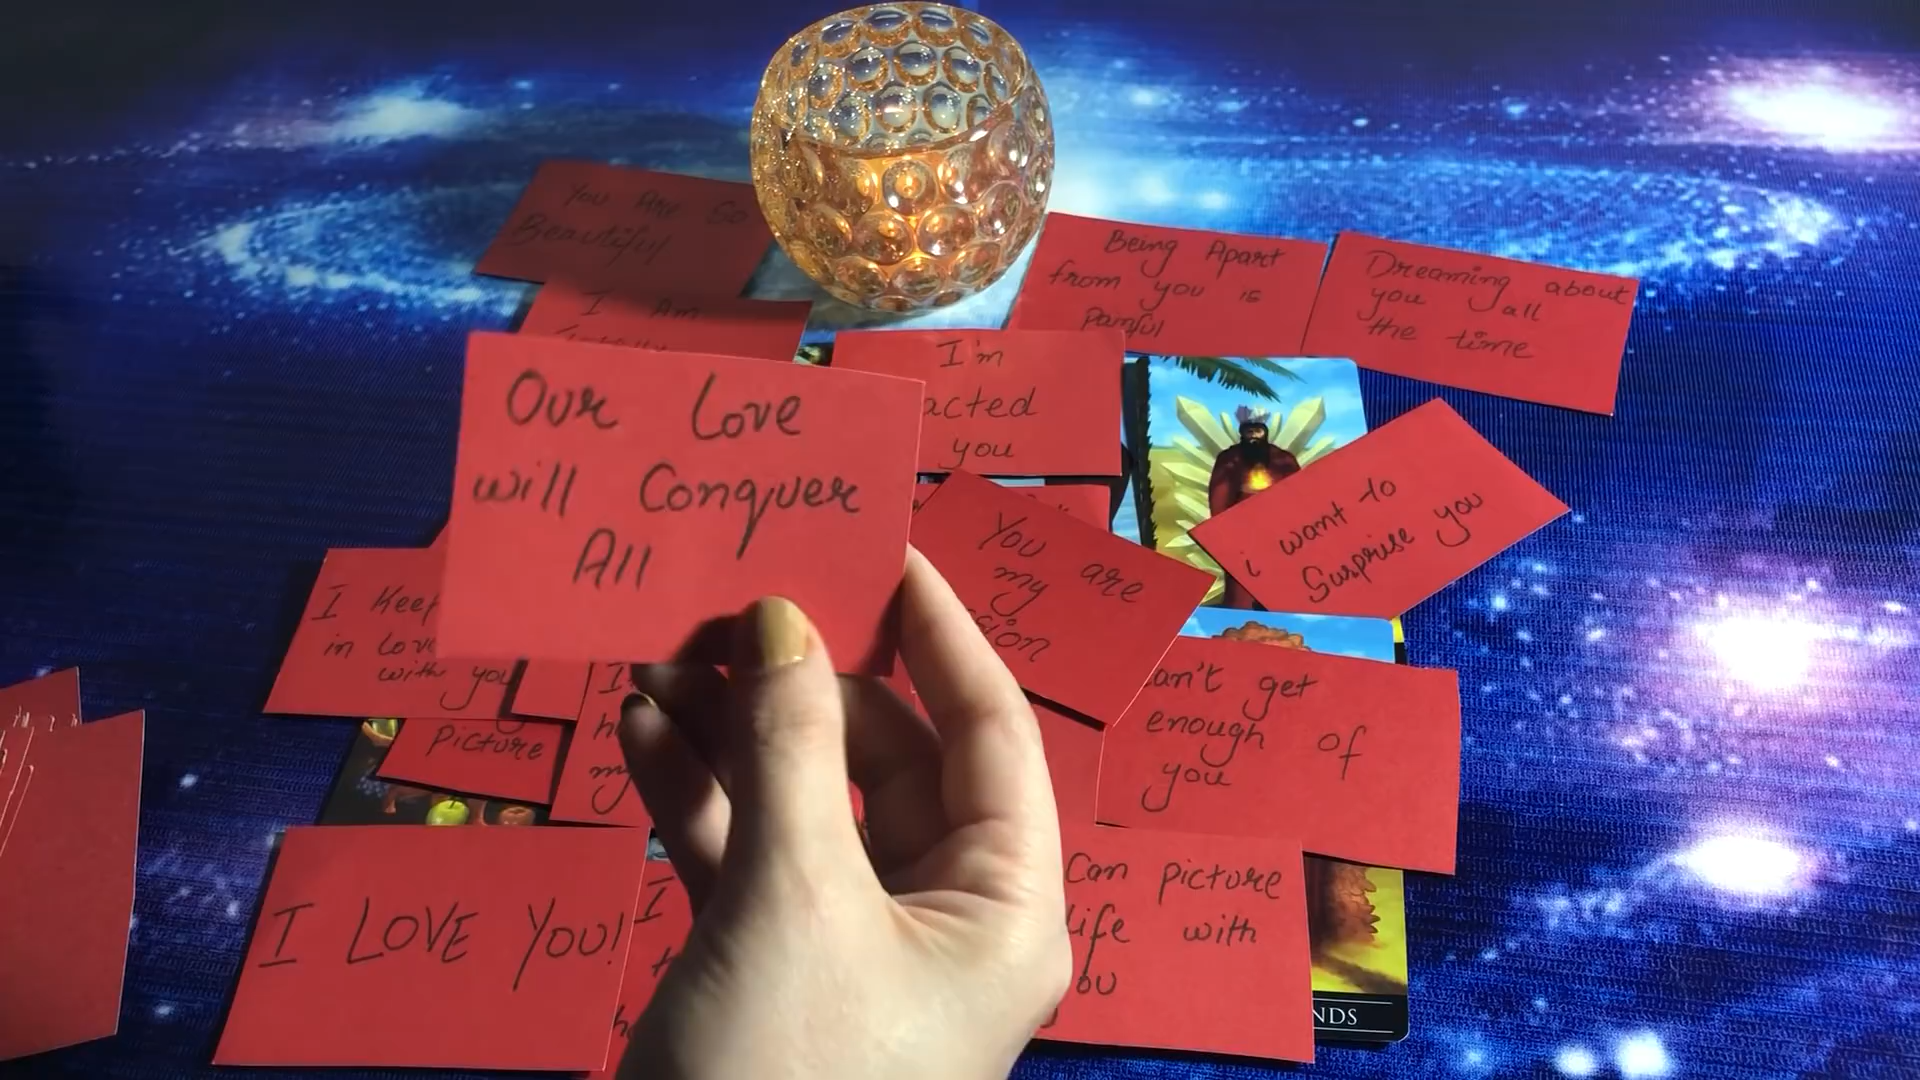 You Are So
Beautiful
I Am
Being Apart
from you is
Painful
Dreaming about
you all
the time
I'm
acted
you
Our Love
will Conquer
All
i want to
Surprise you
You are
my
sion
I Keep
in Love
with you
Picture
I'
my
an't get
enough of
you
I LOVE YOU!
I
Can picture
life with
ou
NDS